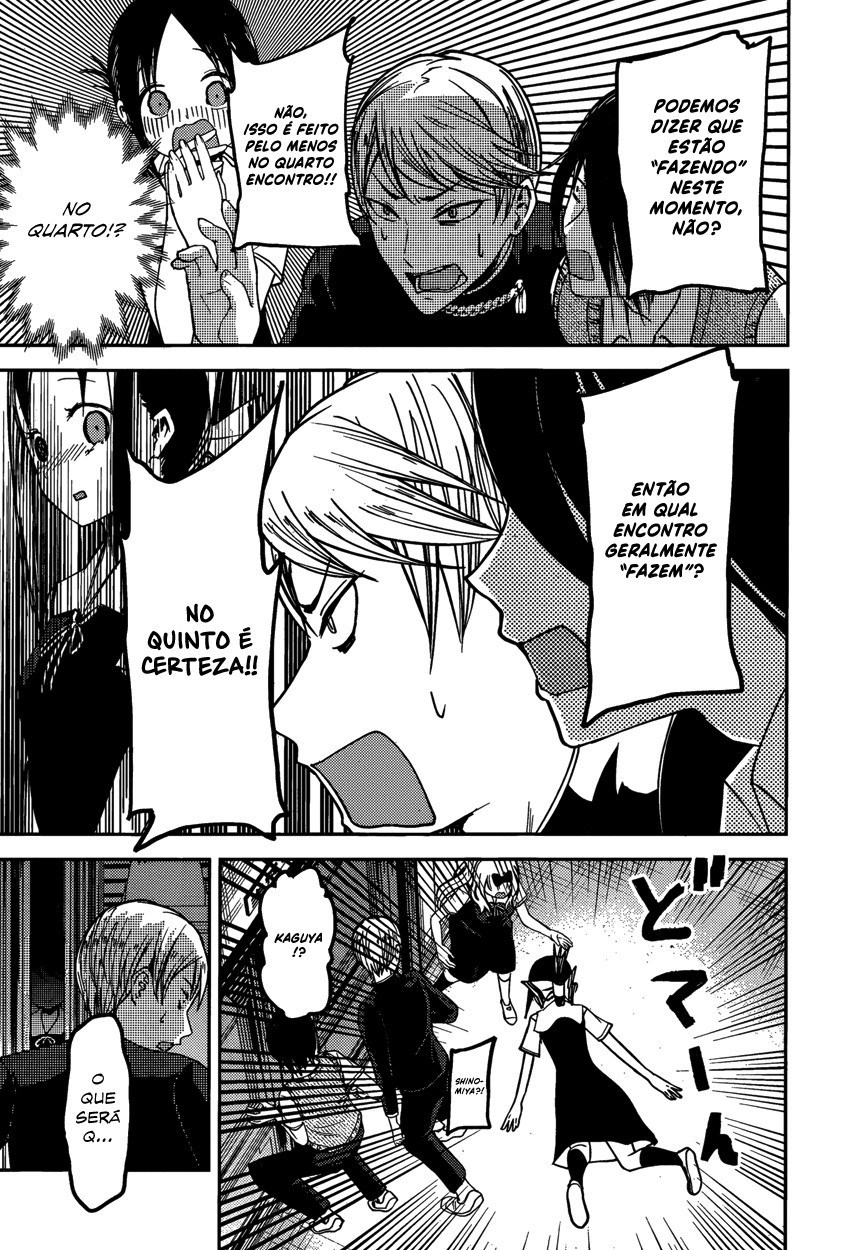 PODEMOS
DIZER QUE
ESTÃO
"FAZENDO"
NESTE
MOMENTO,
NÃO?
NÃO,
ISSO É FEITO
PELO MENOS
NO QUARTO
ENCONTRO!!
NO
QUARTO!?
ENTÃO
EM QUAL
ENCONTRO
GERALMENTE
"FAZEM"?
NO
QUINTO É
CERTEZA!!
どてーん
KAGUYA
!?
SHINO-
MIYA?!
O
QUE
SERÁ
Q...